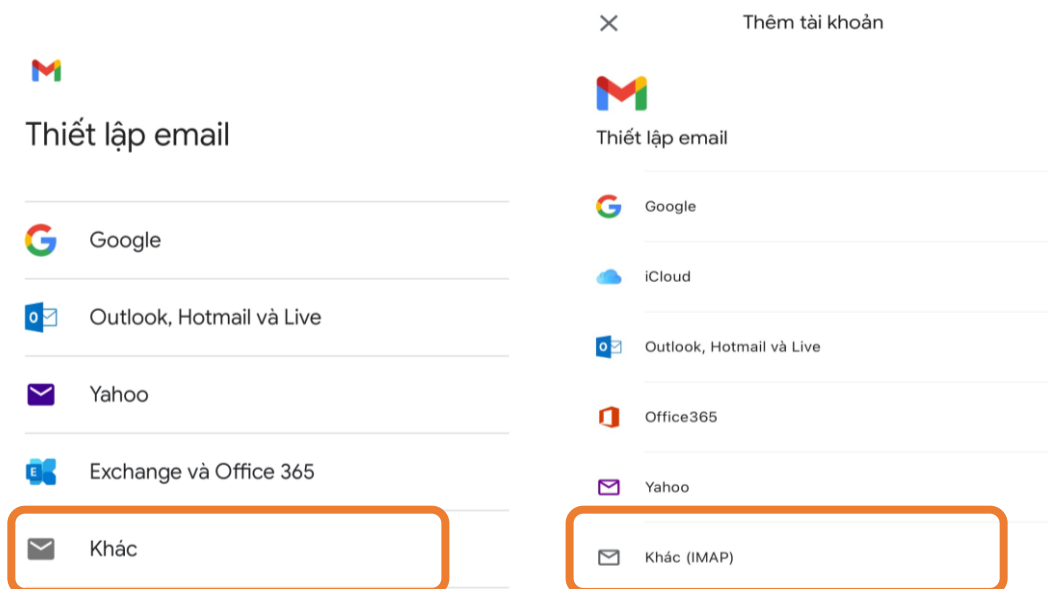 Thiết lập email
Google
Outlook, Hotmail và Live
Yahoo
Exchange và Office 365
Khác
Thêm tài khoản
Thiết lập email
Google
iCloud
Outlook, Hotmail và Live
Office365
Yahoo
Khác (IMAP)